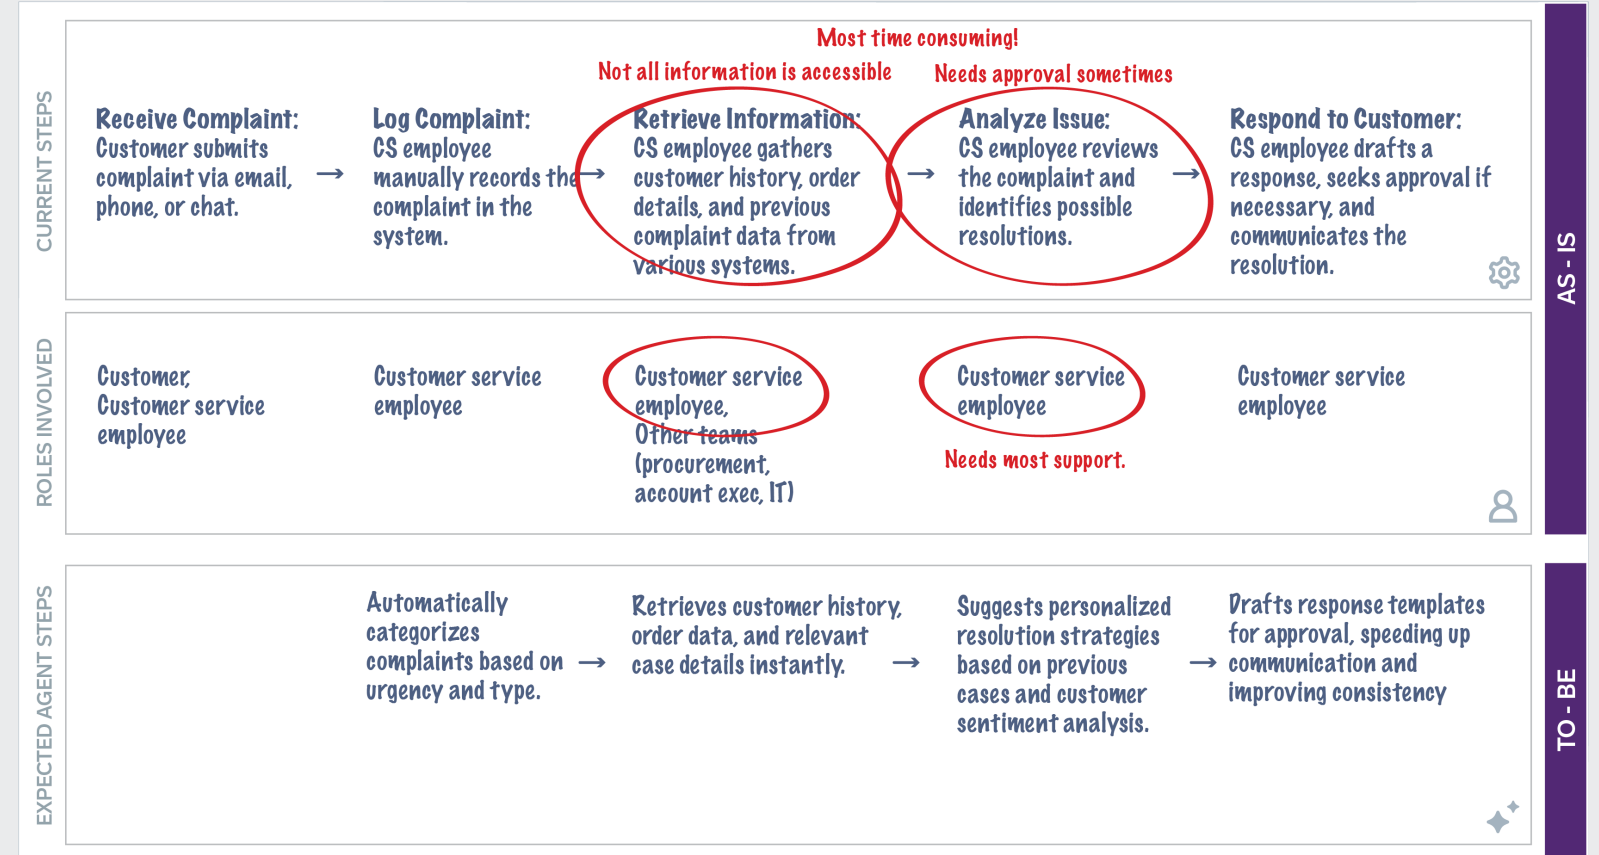 Most time consuming!
Not all information is accessible
Needs approval sometimes
CURRENT STEPS
Receive Complaint:
Customer submits
complaint via email,
phone, or chat.
→
Log Complaint:
CS employee
manually records the
complaint in the
system.
→
Retrieve Information:
CS employee gathers
customer history, order
details, and previous
complaint data from
various systems.
→
Analyze Issue:
CS employee reviews
the complaint and
identifies possible
resolutions.
→
Respond to Customer:
CS employee drafts a
response, seeks approval if
necessary, and
communicates the
resolution.
AS - IS
ROLES INVOLVED
Customer,
Customer service
employee
Customer service
employee
Customer service
employee,
Other teams
(procurement,
account exec, IT)
Customer service
employee
Needs most support.
Customer service
employee
EXPECTED AGENT STEPS
Automatically
categorizes
complaints based on
urgency and type.
→
Retrieves customer history,
order data, and relevant
case details instantly.
→
Suggests personalized
resolution strategies
based on previous
cases and customer
sentiment analysis.
→
Drafts response templates
for approval, speeding up
communication and
improving consistency
TO - BE